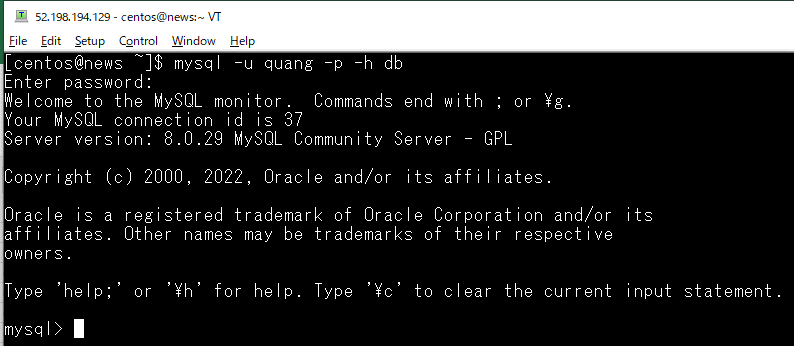 52.198.194.129 - centos@news:~ VT
File Edit Setup Control Window Help
[centos@news ~]$ mysql -u quang -p -h db
Enter password:
Welcome to the MySQL monitor.  Commands end with ; or ¥g.
Your MySQL connection id is 37
Server version: 8.0.29 MySQL Community Server - GPL
Copyright (c) 2000, 2022, Oracle and/or its affiliates.
Oracle is a registered trademark of Oracle Corporation and/or its
affiliates. Other names may be trademarks of their respective
owners.
Type 'help;' or '¥h' for help. Type '¥c' to clear the current input statement.
mysql>